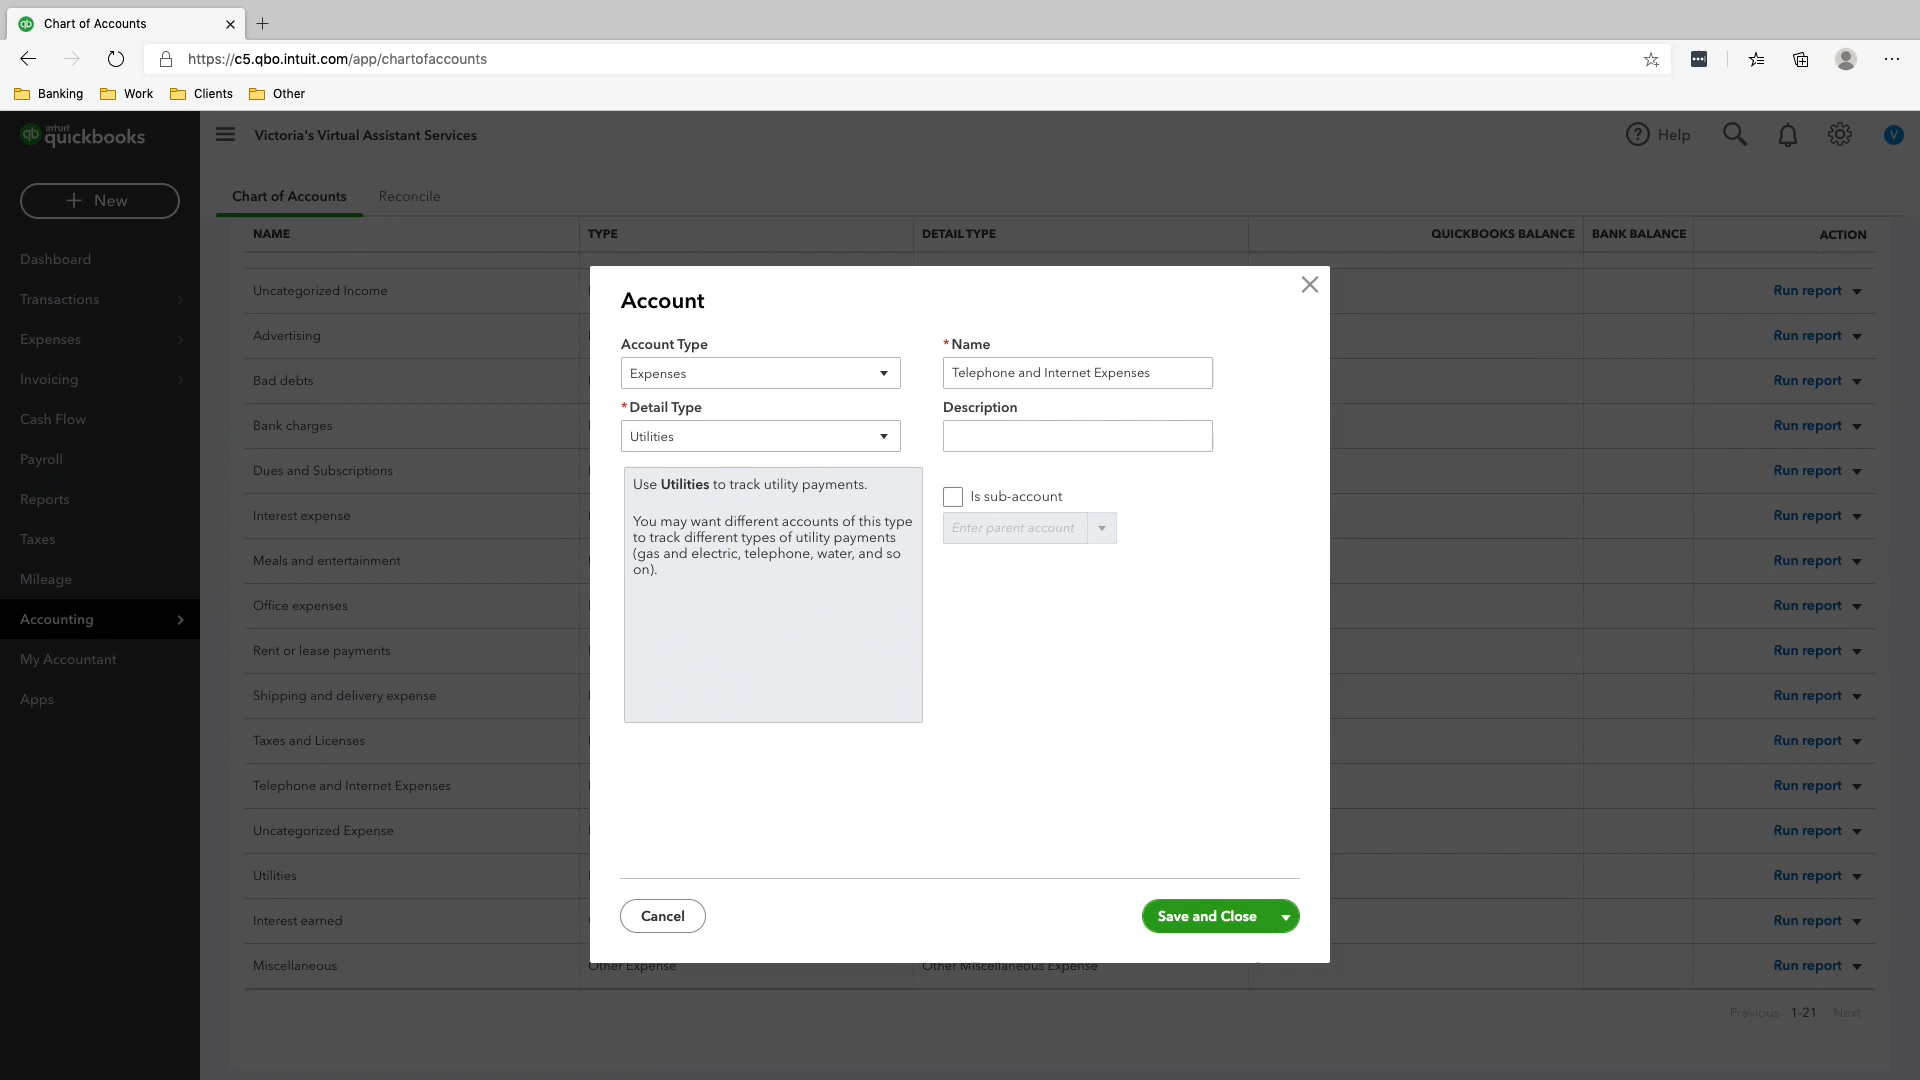 Chart of Accounts
https://c5.qbo.intuit.com/app/chartofaccounts
Banking Work Clients Other
intuit quickbooks
Victoria's Virtual Assistant Services
Help
V
New
Dashboard
Transactions
Expenses
Invoicing
Cash Flow
Payroll
Reports
Taxes
Mileage
Accounting
My Accountant
Apps
Chart of Accounts Reconcile
NAME TYPE DETAIL TYPE QUICKBOOKS BALANCE BANK BALANCE ACTION
Uncategorized Income Run report
Advertising Run report
Bad debts Run report
Bank charges Run report
Dues and Subscriptions Run report
Interest expense Run report
Meals and entertainment Run report
Office expenses Run report
Rent or lease payments Run report
Shipping and delivery expense Run report
Taxes and Licenses Run report
Telephone and Internet Expenses Run report
Uncategorized Expense Run report
Utilities Run report
Interest earned Run report
Miscellaneous Other Expense Other Miscellaneous Expense Run report
Previous 1-21 Next
Account
Account Type
Expenses
* Detail Type
Utilities
Use Utilities to track utility payments.
You may want different accounts of this type
to track different types of utility payments
(gas and electric, telephone, water, and so
on).
* Name
Telephone and Internet Expenses
Description
Is sub-account
Enter parent account
Cancel
Save and Close